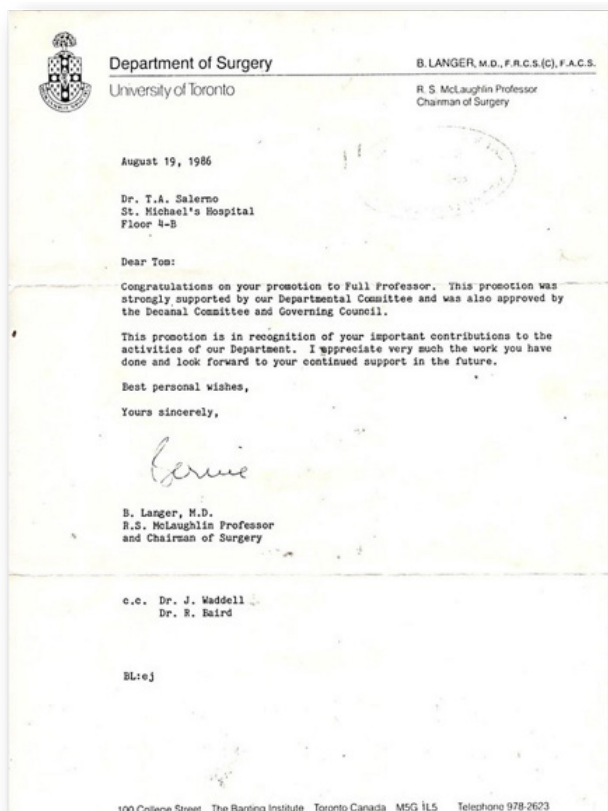 Department of Surgery
University of Toronto
B. LANGER, M.D., F.R.C.S.(C), F.A.C.S.
R. S. McLaughlin Professor
Chairman of Surgery
August 19, 1986
Dr. T.A. Salerno
St. Michael's Hospital
Floor 4-B
Dear Tom:
Congratulations on your promotion to Full Professor. This promotion was
strongly supported by our Departmental Committee and was also approved by
the Decanal Committee and Governing Council.
This promotion is in recognition of your important contributions to the
activities of our Department. I appreciate very much the work you have
done and look forward to your continued support in the future.
Best personal wishes,
Yours sincerely,
Bernie
B. Langer, M.D.
R.S. McLaughlin Professor
and Chairman of Surgery
c.c. Dr. J. Waddell
Dr. R. Baird
BL:ej
100 College Street The Banting Institute Toronto Canada M5G 1L5 Telephone 978-2623